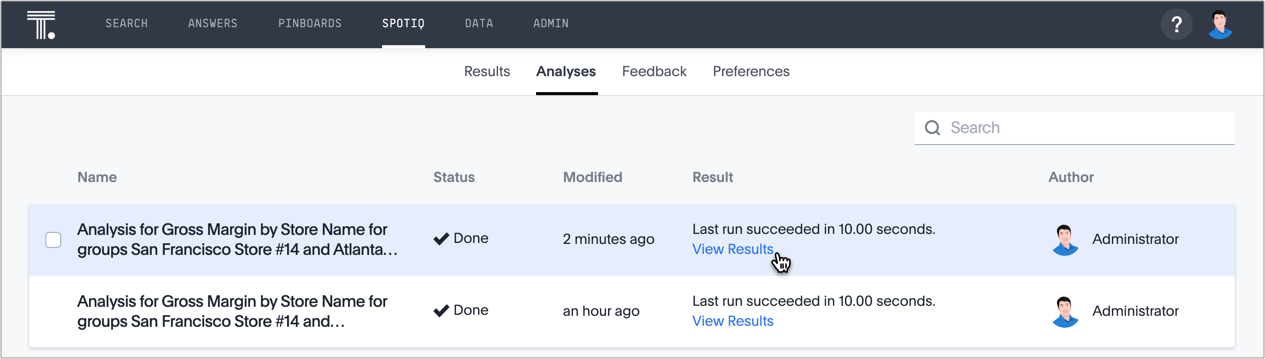 T. SEARCH ANSWERS PINBOARDS SPOTIQ DATA ADMIN ?
Results Analyses Feedback Preferences
Search
Name Status Modified Result Author
Analysis for Gross Margin by Store Name for
groups San Francisco Store #14 and Atlanta…
Done
2 minutes ago
Last run succeeded in 10.00 seconds.
View Results
Administrator
Analysis for Gross Margin by Store Name for
groups San Francisco Store #14 and…
Done
an hour ago
Last run succeeded in 10.00 seconds.
View Results
Administrator